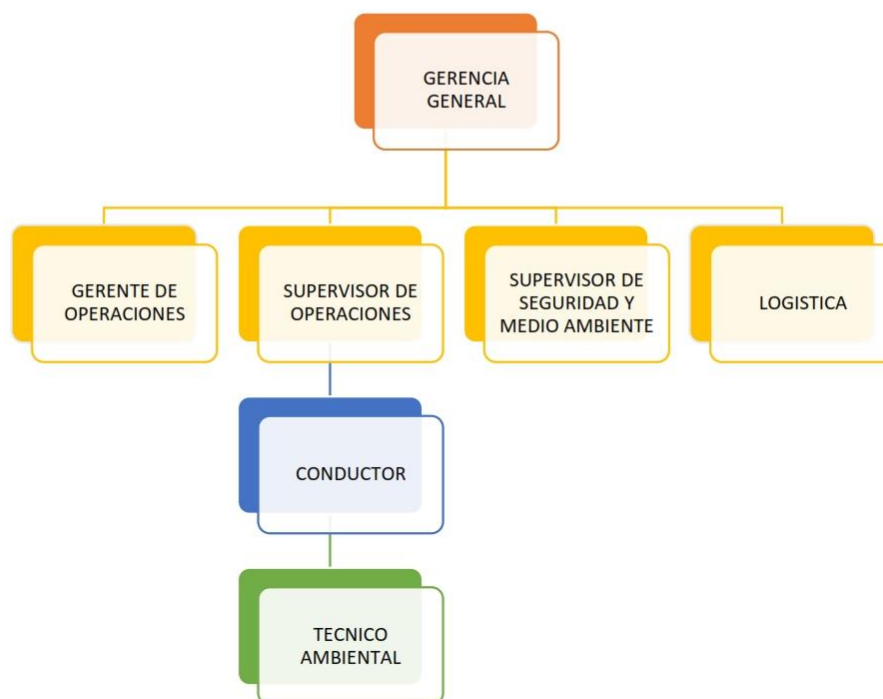 GERENCIA
GENERAL
GERENTE DE
OPERACIONES
SUPERVISOR DE
OPERACIONES
SUPERVISOR DE
SEGURIDAD Y
MEDIO AMBIENTE
LOGISTICA
CONDUCTOR
TECNICO
AMBIENTAL